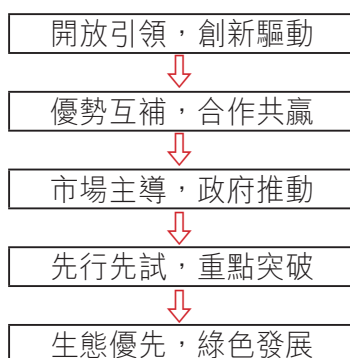 開放引領，創新驅動
優勢互補，合作共贏
市場主導，政府推動
先行先試，重點突破
生態優先，綠色發展